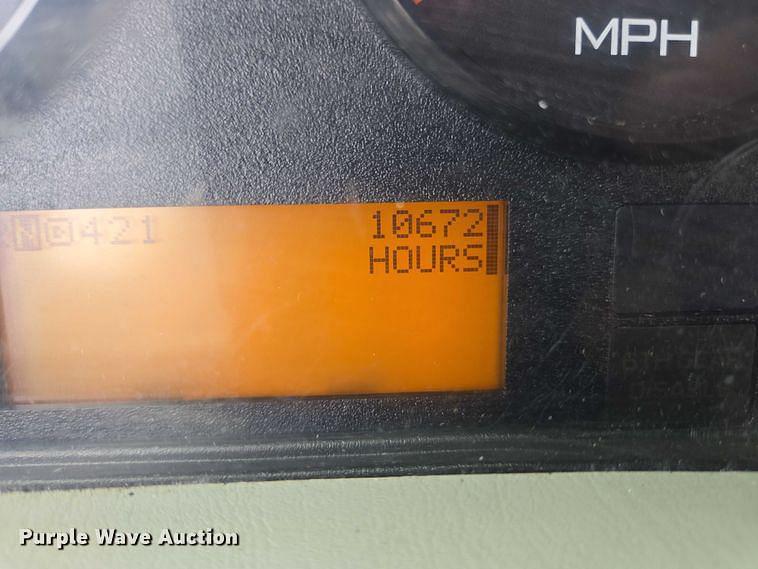 MPH
N 421 10672
HOURS
Purple Wave Auction